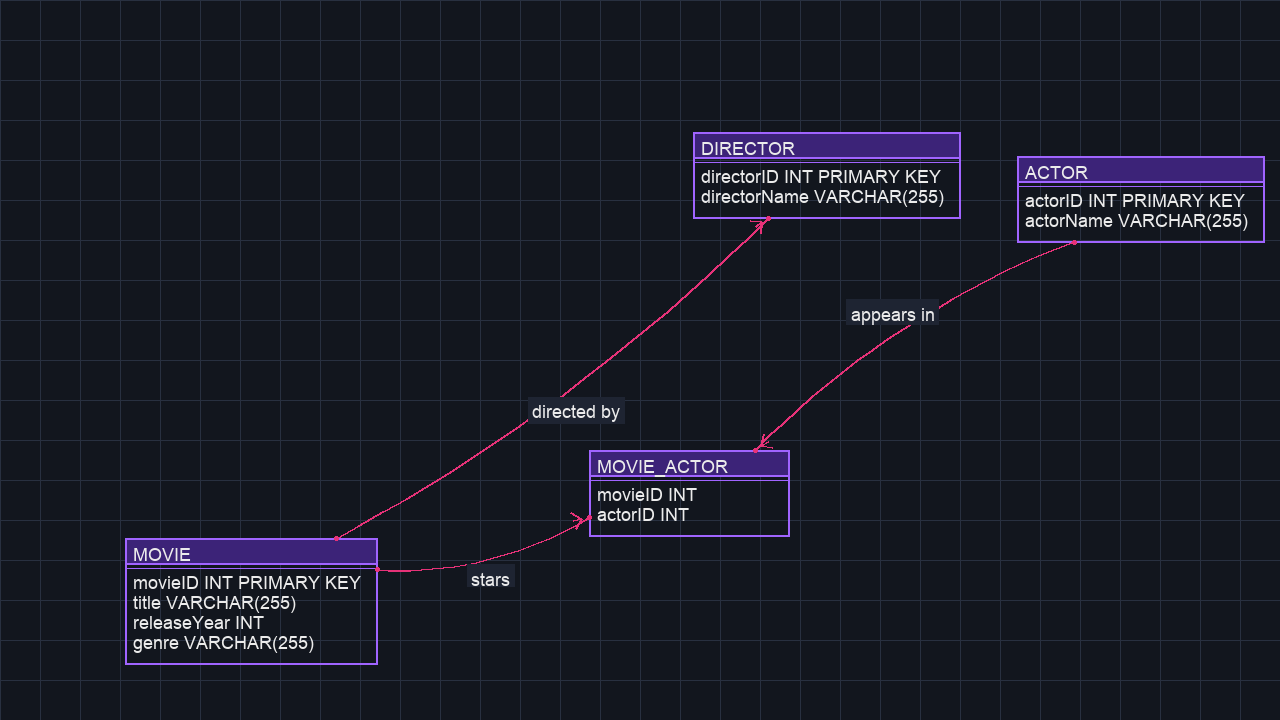 DIRECTOR
directorID INT PRIMARY KEY
directorName VARCHAR(255)
ACTOR
actorID INT PRIMARY KEY
actorName VARCHAR(255)
appears in
directed by
MOVIE_ACTOR
movieID INT
actorID INT
MOVIE
movieID INT PRIMARY KEY
title VARCHAR(255)
releaseYear INT
genre VARCHAR(255)
stars